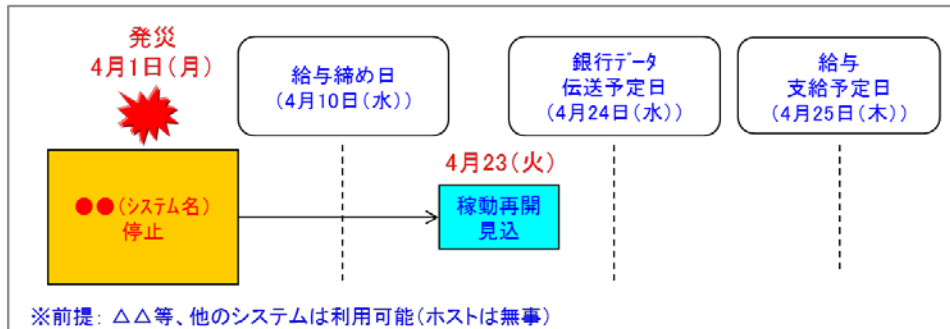 発災
4月1日(月)
給与締め日
(4月10日(水))
銀行データ
伝送予定日
(4月24日(水))
給与
支給予定日
(4月25日(木))
●●(システム名)
停止
4月23(火)
稼動再開
見込
※前提: △△等、他のシステムは利用可能(ホストは無事)